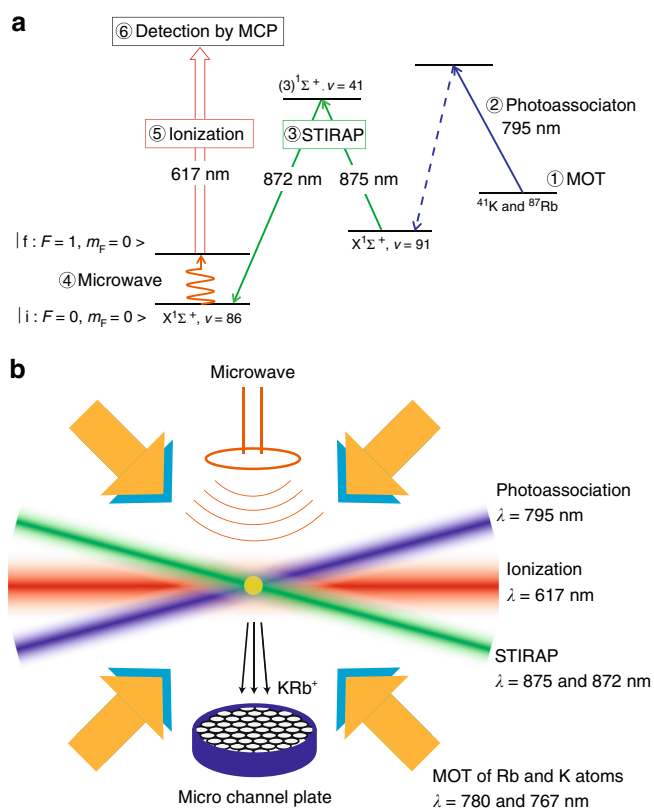 a
⑥ Detection by MCP
(3)¹Σ⁺, v = 41
② Photoassociaton
795 nm
⑤ Ionization
③ STIRAP
617 nm
872 nm
875 nm
① MOT
⁴¹K and ⁸⁷Rb
X¹Σ⁺, v = 91
| f : F = 1, m_F = 0 >
④ Microwave
| i : F = 0, m_F = 0 >
X¹Σ⁺, v = 86
b
Microwave
Photoassociation
λ = 795 nm
Ionization
λ = 617 nm
STIRAP
λ = 875 and 872 nm
KRb⁺
Micro channel plate
MOT of Rb and K atoms
λ = 780 and 767 nm